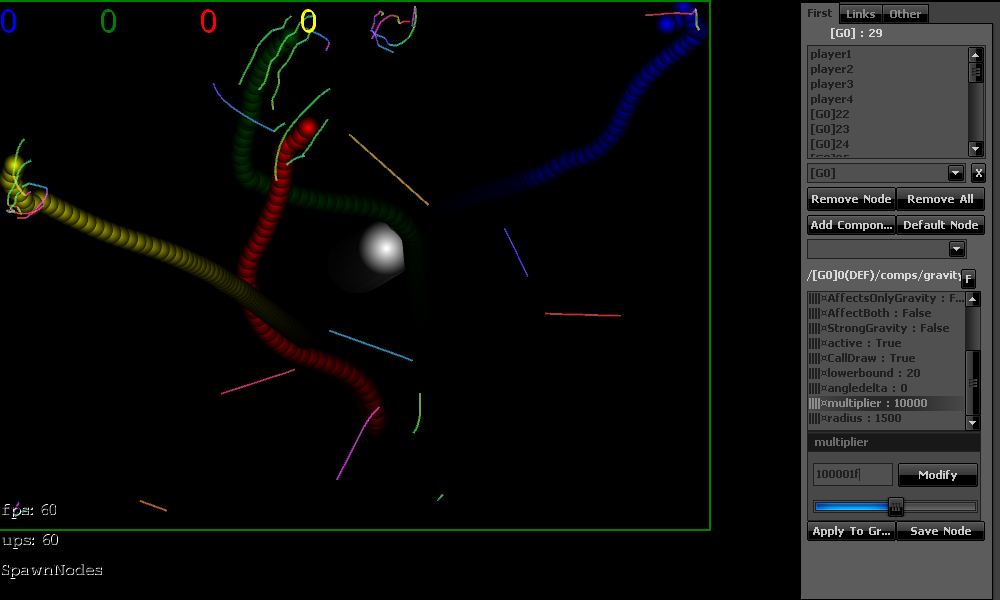 0 0 0 0
First Links Other
[G0] : 29
player1
player2
player3
player4
[G0]22
[G0]23
[G0]24
[G0] X
Remove Node Remove All
Add Compon... Default Node
/[G0]0(DEF)/comps/gravity F
||||¤AffectsOnlyGravity : F...
||||¤AffectBoth : False
||||¤StrongGravity : False
||||¤active : True
||||¤CallDraw : True
||||¤lowerbound : 20
||||¤angledelta : 0
||||¤multiplier : 10000
||||¤radius : 1500
multiplier
100001f Modify
Apply To Gr... Save Node
fps: 60
ups: 60
SpawnNodes